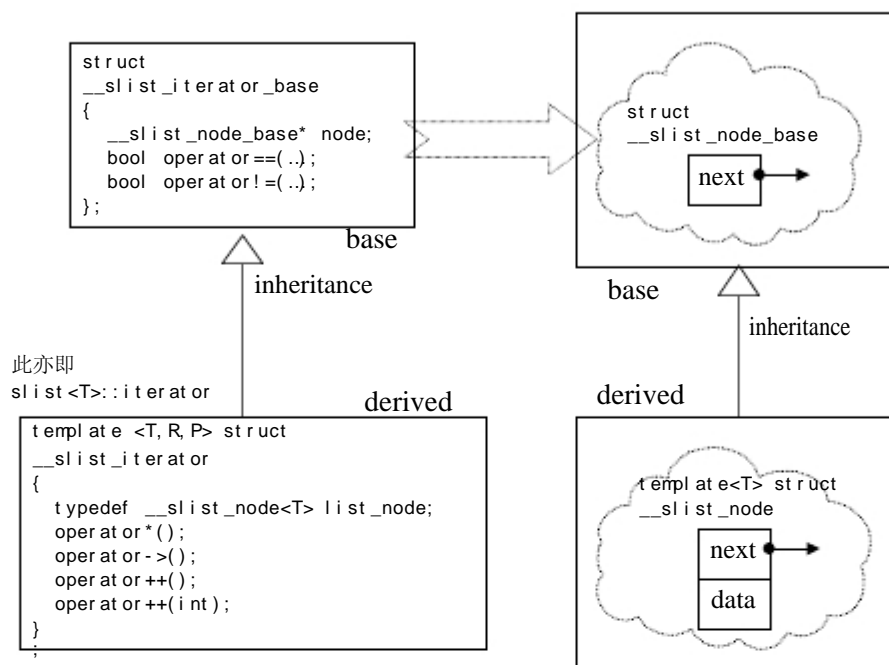 struct
__slist_iterator_base
{
__slist_node_base* node;
bool operator==(...);
bool operator!=(...);
};
base
inheritance
struct
__slist_node_base
next
base
inheritance
此亦即
slist<T>::iterator
derived
template <T, R, P> struct
__slist_iterator
{
typedef __slist_node<T> list_node;
operator*();
operator->();
operator++();
operator++(int);
}
;
derived
template<T> struct
__slist_node
next
data